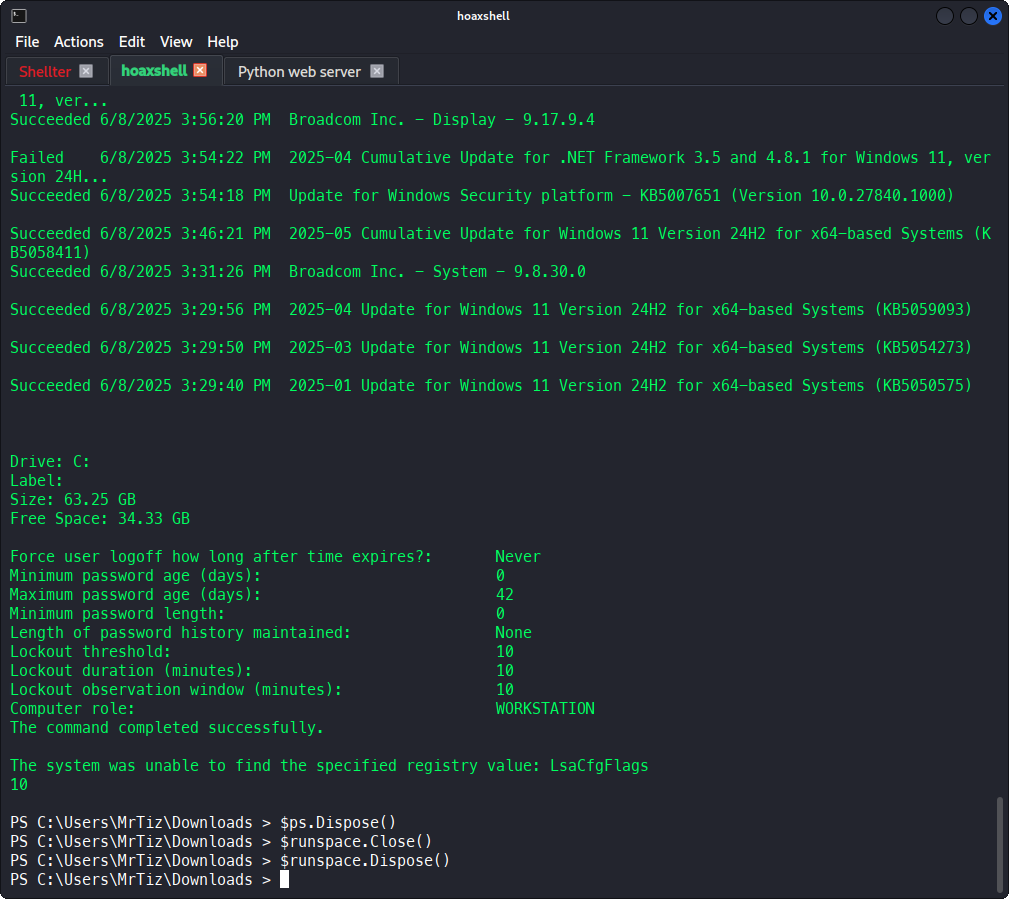 hoaxshell
File Actions Edit View Help
Shellter hoaxshell Python web server
11, ver...
Succeeded 6/8/2025 3:56:20 PM  Broadcom Inc. - Display - 9.17.9.4
Failed    6/8/2025 3:54:22 PM  2025-04 Cumulative Update for .NET Framework 3.5 and 4.8.1 for Windows 11, ver
sion 24H...
Succeeded 6/8/2025 3:54:18 PM  Update for Windows Security platform - KB5007651 (Version 10.0.27840.1000)
Succeeded 6/8/2025 3:46:21 PM  2025-05 Cumulative Update for Windows 11 Version 24H2 for x64-based Systems (K
B5058411)
Succeeded 6/8/2025 3:31:26 PM  Broadcom Inc. - System - 9.8.30.0
Succeeded 6/8/2025 3:29:56 PM  2025-04 Update for Windows 11 Version 24H2 for x64-based Systems (KB5059093)
Succeeded 6/8/2025 3:29:50 PM  2025-03 Update for Windows 11 Version 24H2 for x64-based Systems (KB5054273)
Succeeded 6/8/2025 3:29:40 PM  2025-01 Update for Windows 11 Version 24H2 for x64-based Systems (KB5050575)
Drive: C:
Label:
Size: 63.25 GB
Free Space: 34.33 GB
Force user logoff how long after time expires?:       Never
Minimum password age (days):                          0
Maximum password age (days):                          42
Minimum password length:                              0
Length of password history maintained:                None
Lockout threshold:                                    10
Lockout duration (minutes):                           10
Lockout observation window (minutes):                 10
Computer role:                                        WORKSTATION
The command completed successfully.
The system was unable to find the specified registry value: LsaCfgFlags
10
PS C:\Users\MrTiz\Downloads > $ps.Dispose()
PS C:\Users\MrTiz\Downloads > $runspace.Close()
PS C:\Users\MrTiz\Downloads > $runspace.Dispose()
PS C:\Users\MrTiz\Downloads >